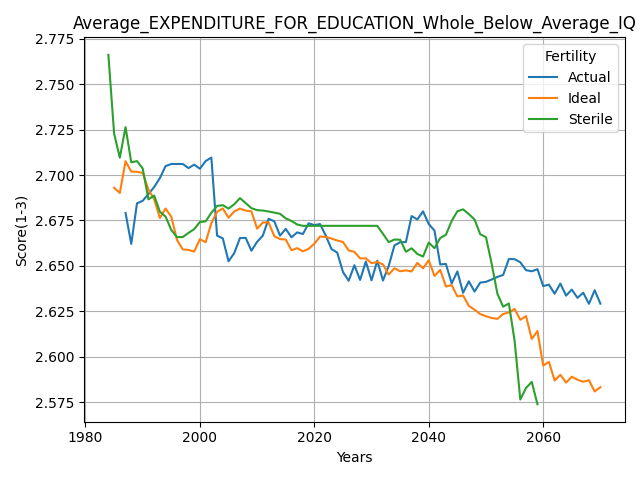 Average_EXPENDITURE_FOR_EDUCATION_Whole_Below_Average_IQ
2.775
2.750
2.725
2.700
2.675
2.650
2.625
2.600
2.575
Score(1-3)
Fertility
Actual
Ideal
Sterile
1980 2000 2020 2040 2060
Years